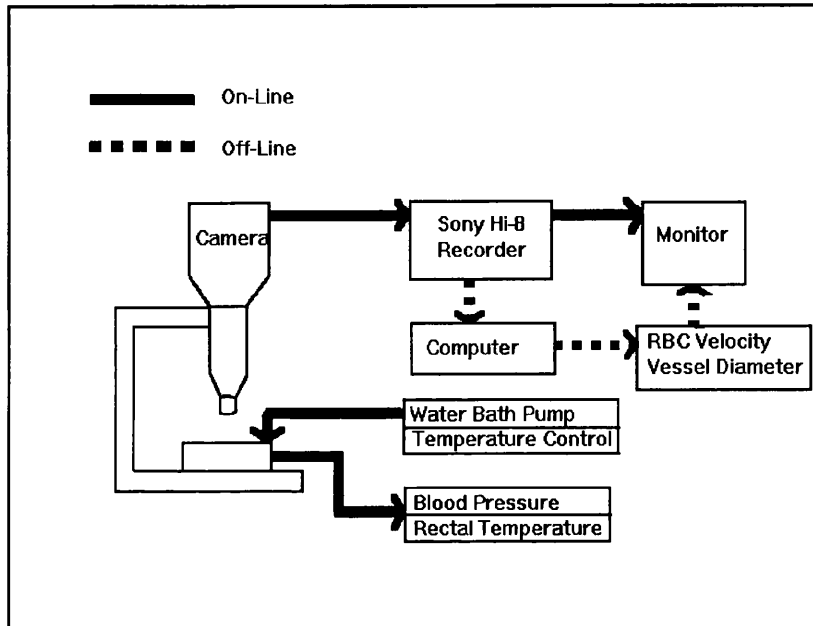 On-Line
Off-Line
Camera
Sony Hi-8
Recorder
Monitor
Computer
RBC Velocity
Vessel Diameter
Water Bath Pump
Temperature Control
Blood Pressure
Rectal Temperature